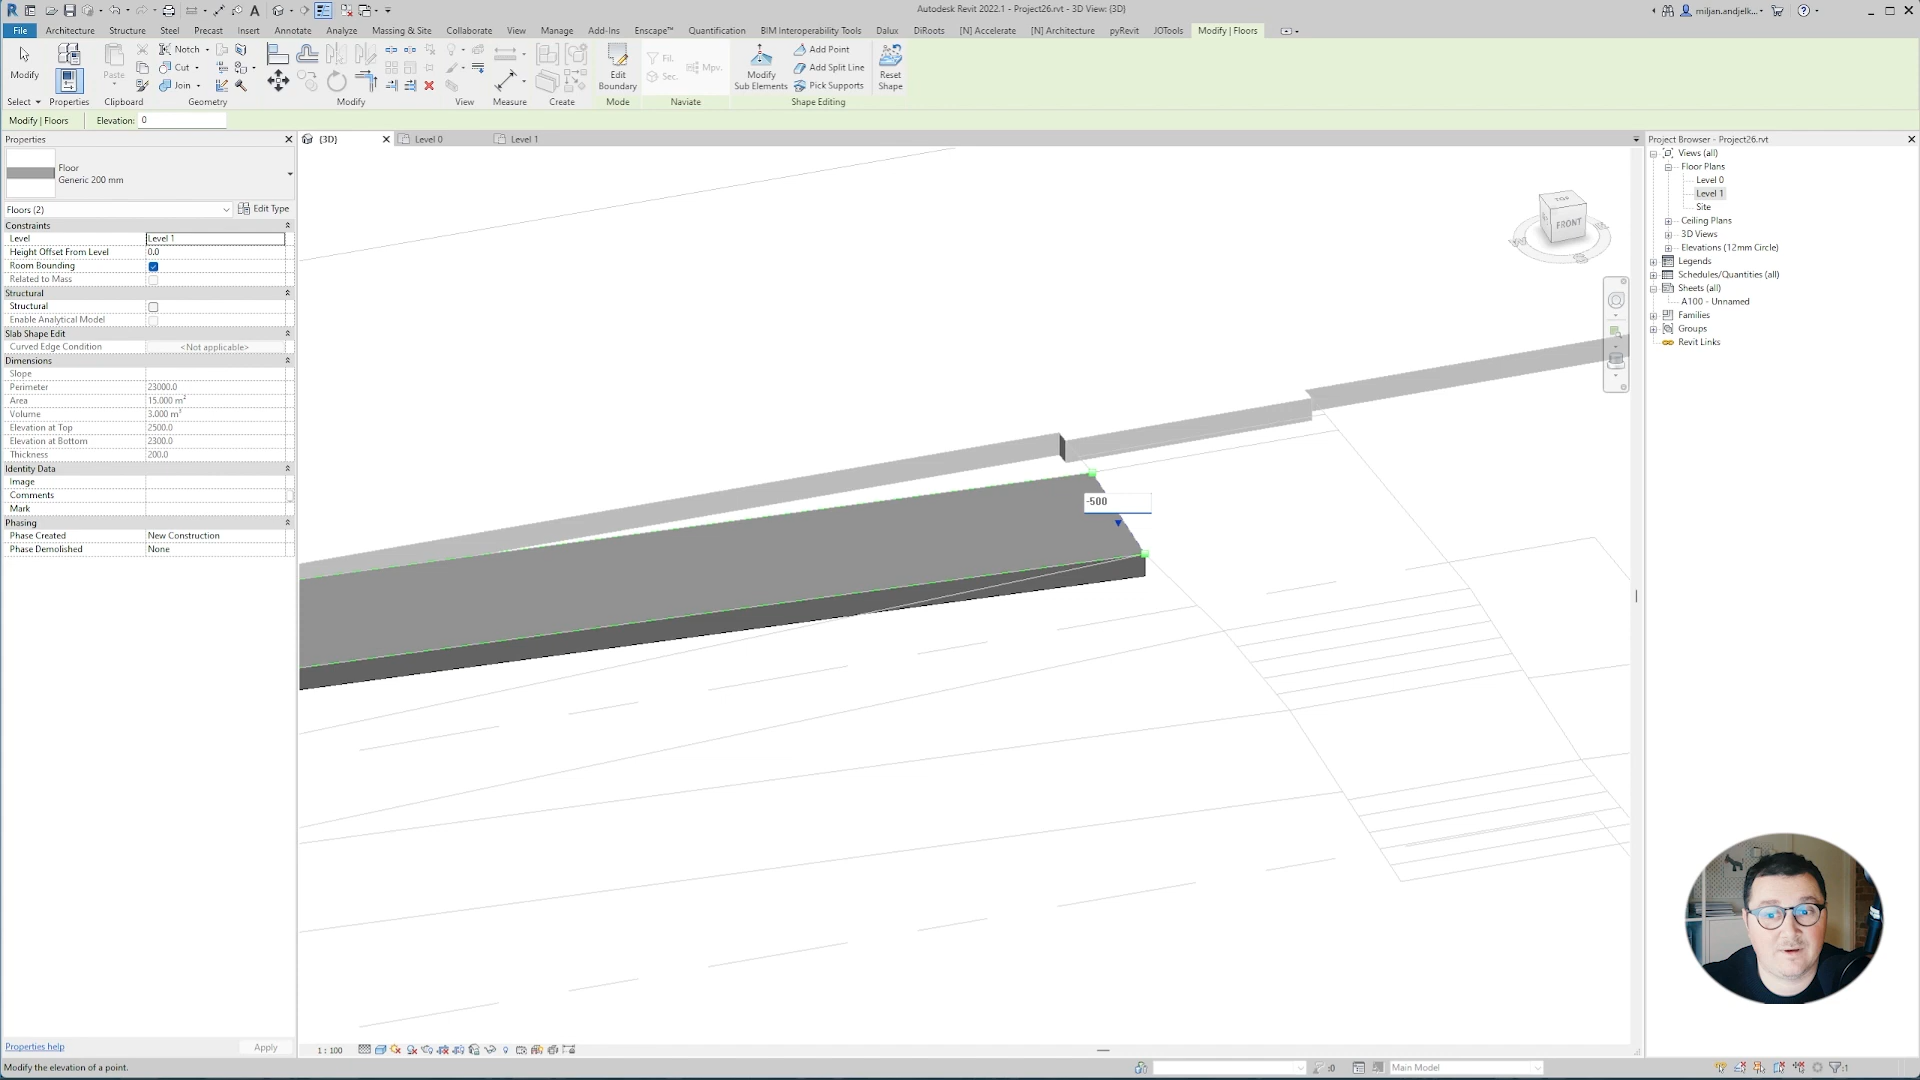 Autodesk Revit 2022.1 - Project26.rvt - 3D View: {3D}
miljan.andjelk...
File
Architecture
Structure
Steel
Precast
Insert
Annotate
Analyze
Massing & Site
Collaborate
View
Manage
Add-Ins
Enscape™
Quantification
BIM Interoperability Tools
Dalux
DiRoots
[N] Accelerate
[N] Architecture
pyRevit
JOTools
Modify | Floors
Modify
Select
Properties
Paste
Clipboard
Notch
Cut
Join
Geometry
Modify
View
Measure
Create
Edit
Boundary
Mode
Fil.
Sec.
Mpv.
Naviate
Modify
Sub Elements
Add Point
Add Split Line
Pick Supports
Shape Editing
Reset
Shape
Modify | Floors
Elevation: 0
Properties
Floor
Generic 200 mm
Floors (2)
Edit Type
Constraints
Level
Level 1
Height Offset From Level
0.0
Room Bounding
Related to Mass
Structural
Structural
Enable Analytical Model
Slab Shape Edit
Curved Edge Condition
<Not applicable>
Dimensions
Slope
Perimeter
23000.0
Area
15.000 m²
Volume
3.000 m³
Elevation at Top
2500.0
Elevation at Bottom
2300.0
Thickness
200.0
Identity Data
Image
Comments
Mark
Phasing
Phase Created
New Construction
Phase Demolished
None
Properties help
Apply
{3D}
Level 0
Level 1
TOP
FRONT
-500
1 : 100
Project Browser - Project26.rvt
Views (all)
Floor Plans
Level 0
Level 1
Site
Ceiling Plans
3D Views
Elevations (12mm Circle)
Legends
Schedules/Quantities (all)
Sheets (all)
A100 - Unnamed
Families
Groups
Revit Links
Modify the elevation of a point.
:0
Main Model
:1